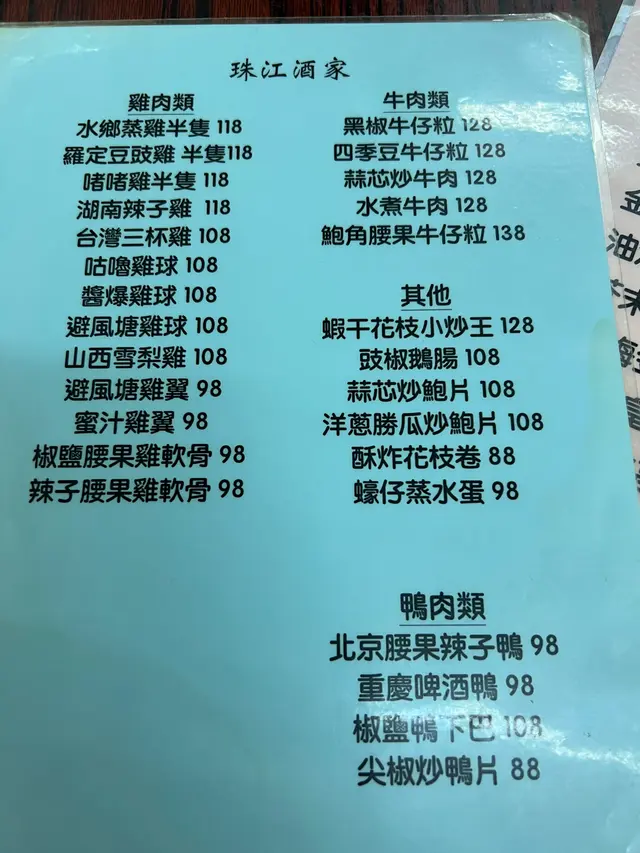 珠江酒家
雞肉類
水鄉蒸雞半隻 118
羅定豆豉雞 半隻118
啫啫雞半隻 118
湖南辣子雞 118
台灣三杯雞 108
咕嚕雞球 108
醬爆雞球 108
避風塘雞球 108
山西雪梨雞 108
避風塘雞翼 98
蜜汁雞翼 98
椒鹽腰果雞軟骨 98
辣子腰果雞軟骨 98
牛肉類
黑椒牛仔粒 128
四季豆牛仔粒 128
蒜芯炒牛肉 128
水煮牛肉 128
鮑角腰果牛仔粒 138
其他
蝦干花枝小炒王 128
豉椒鵝腸 108
蒜芯炒鮑片 108
洋蔥勝瓜炒鮑片 108
酥炸花枝卷 88
蠔仔蒸水蛋 98
鴨肉類
北京腰果辣子鴨 98
重慶啤酒鴨 98
椒鹽鴨下巴 108
尖椒炒鴨片 88
金
油